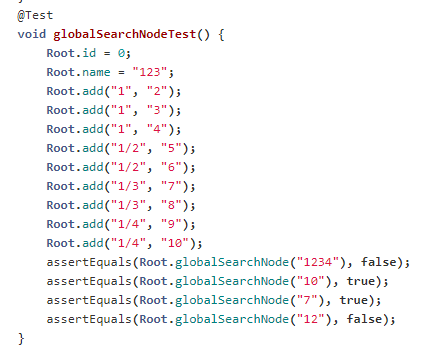 @Test
void globalSearchNodeTest() {
    Root.id = 0;
    Root.name = "123";
    Root.add("1", "2");
    Root.add("1", "3");
    Root.add("1", "4");
    Root.add("1/2", "5");
    Root.add("1/2", "6");
    Root.add("1/3", "7");
    Root.add("1/3", "8");
    Root.add("1/4", "9");
    Root.add("1/4", "10");
    assertEquals(Root.globalSearchNode("1234"), false);
    assertEquals(Root.globalSearchNode("10"), true);
    assertEquals(Root.globalSearchNode("7"), true);
    assertEquals(Root.globalSearchNode("12"), false);
}